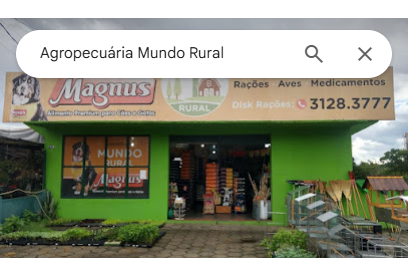 Agropecuária Mundo Rural
Magnus
Alimento Premium para Cães e Gatos
RURAL
Rações Aves Medicamentos
Disk Rações: 3128.3777
MUNDO
RURAL
Magnus